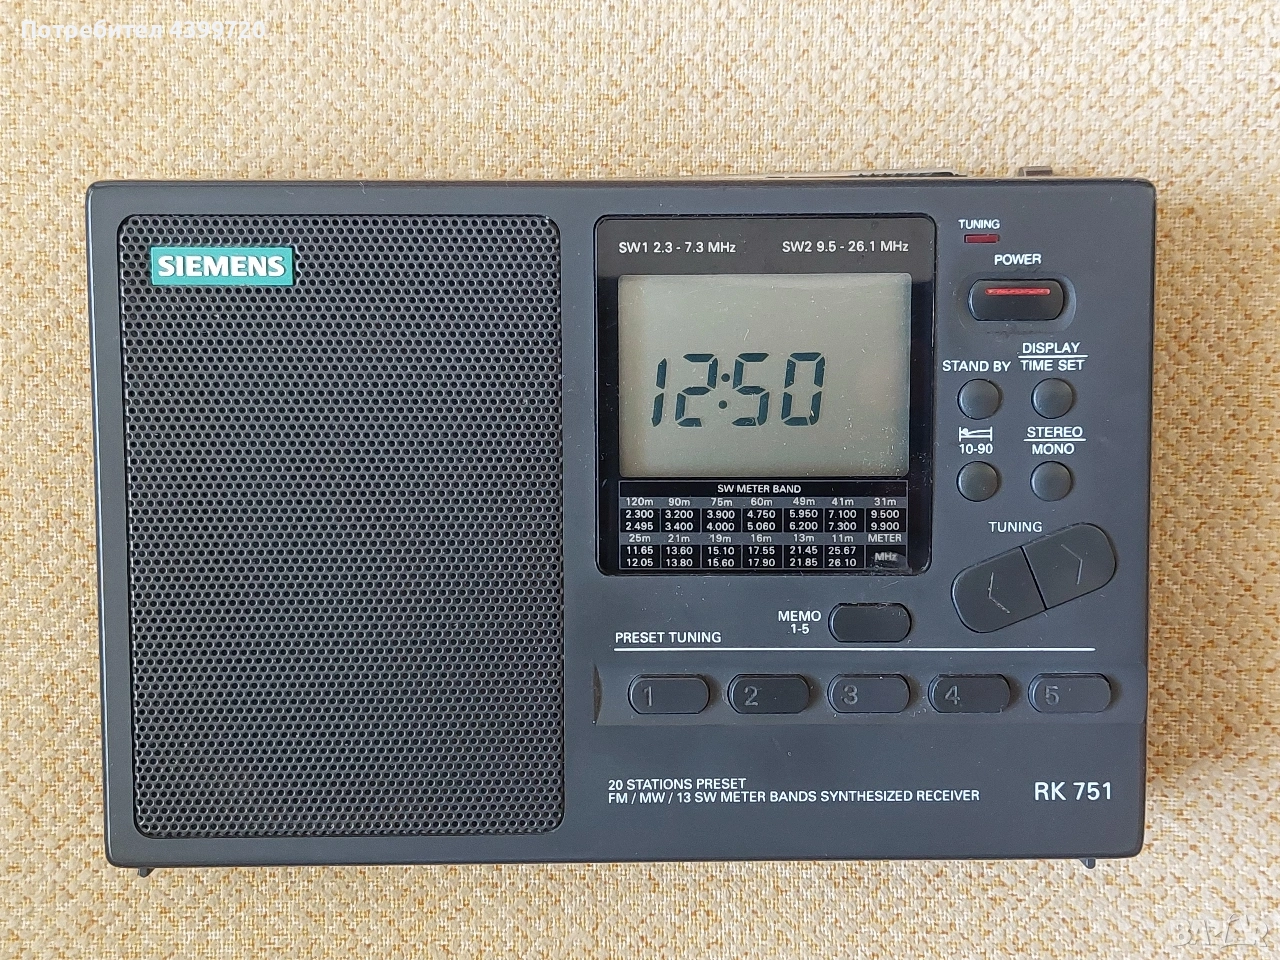 Потребител 4399720
SIEMENS
SW1 2.3 - 7.3 MHz SW2 9.5 - 26.1 MHz
12:50
SW METER BAND
120m 90m 75m 60m 49m 41m 31m
2.300 3.200 3.900 4.750 5.950 7.100 9.500
2.495 3.400 4.000 5.060 6.200 7.300 9.900
25m 21m 19m 16m 13m 11m METER
11.65 13.60 15.10 17.55 21.45 25.67 MHz
12.05 13.80 15.60 17.90 21.85 26.10
TUNING
POWER
STAND BY
DISPLAY
TIME SET
10-90
STEREO
MONO
TUNING
MEMO
1-5
PRESET TUNING
1 2 3 4 5
20 STATIONS PRESET
FM / MW / 13 SW METER BANDS SYNTHESIZED RECEIVER
RK 751
BAZAR